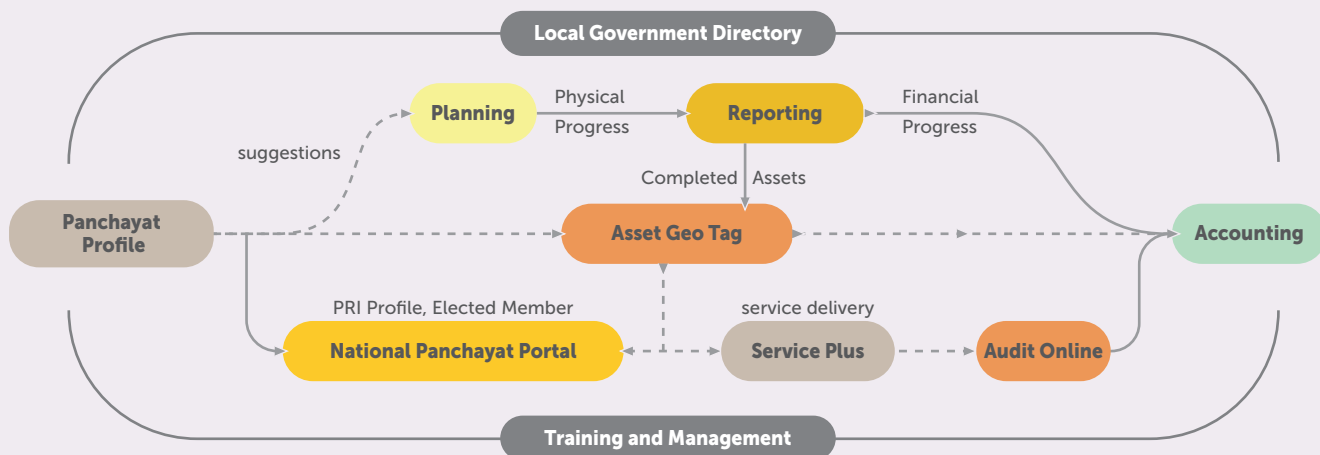 Local Government Directory
Planning
Physical
Progress
Reporting
Financial
Progress
suggestions
Completed Assets
Panchayat
Profile
Asset Geo Tag
Accounting
PRI Profile, Elected Member
service delivery
National Panchayat Portal
Service Plus
Audit Online
Training and Management